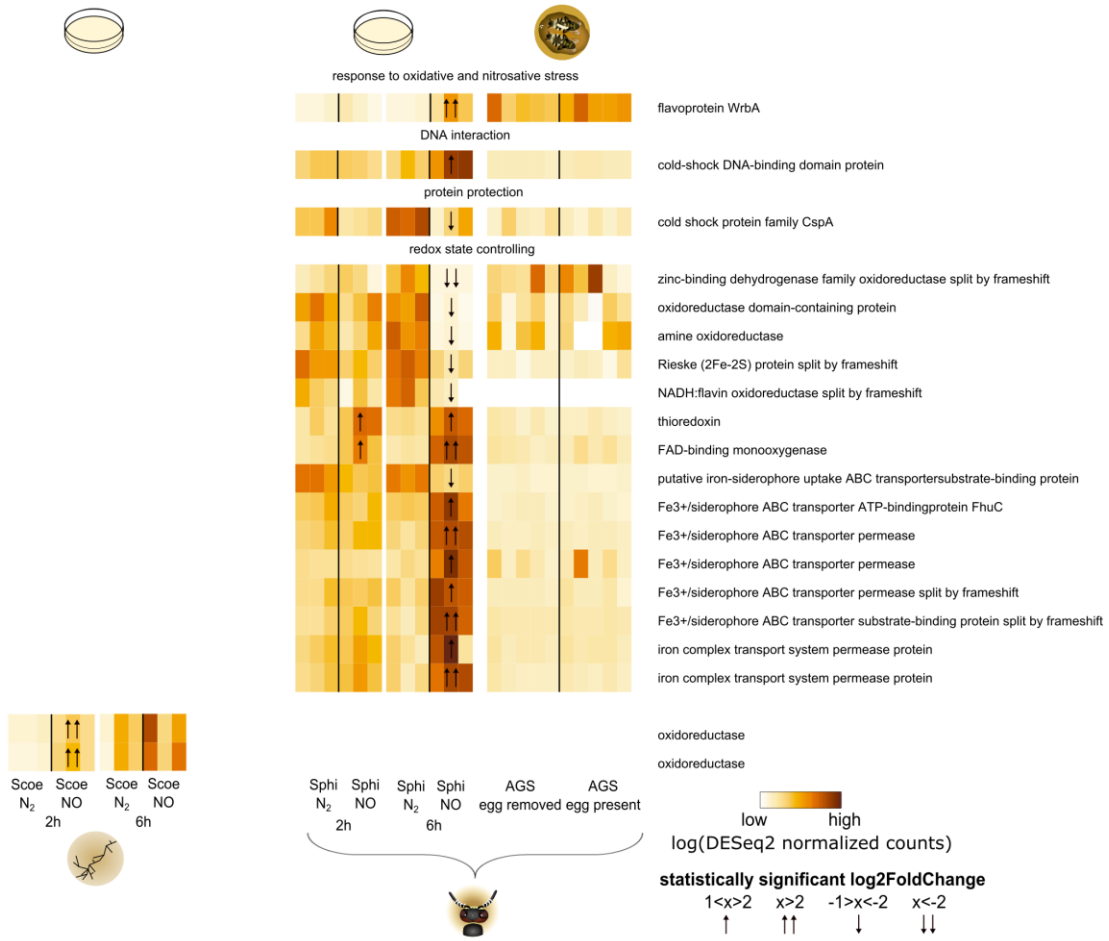 response to oxidative and nitrosative stress
flavoprotein WrbA
DNA interaction
cold-shock DNA-binding domain protein
protein protection
cold shock protein family CspA
redox state controlling
zinc-binding dehydrogenase family oxidoreductase split by frameshift
oxidoreductase domain-containing protein
amine oxidoreductase
Rieske (2Fe-2S) protein split by frameshift
NADH:flavin oxidoreductase split by frameshift
thioredoxin
FAD-binding monooxygenase
putative iron-siderophore uptake ABC transportersubstrate-binding protein
Fe3+/siderophore ABC transporter ATP-bindingprotein FhuC
Fe3+/siderophore ABC transporter permease
Fe3+/siderophore ABC transporter permease
Fe3+/siderophore ABC transporter permease split by frameshift
Fe3+/siderophore ABC transporter substrate-binding protein split by frameshift
iron complex transport system permease protein
iron complex transport system permease protein
oxidoreductase
oxidoreductase
Scoe Scoe Scoe Scoe
N₂ NO N₂ NO
2h 6h
Sphi Sphi Sphi Sphi AGS AGS
N₂ NO N₂ NO egg removed egg present
2h 6h
low high
log(DESeq2 normalized counts)
statistically significant log2FoldChange
1<x>2 x>2 -1>x<-2 x<-2
↑ ↑↑ ↓ ↓↓